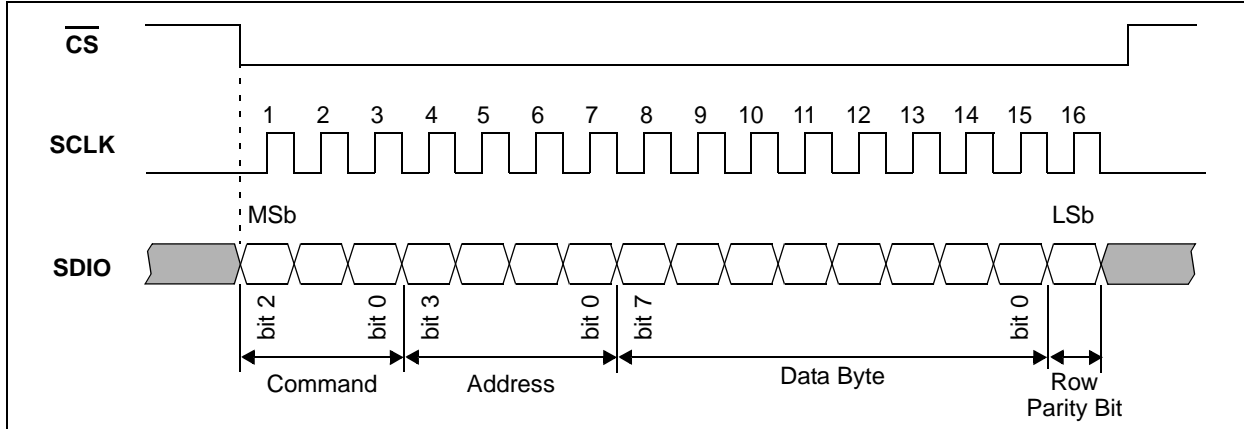 CS
1 2 3 4 5 6 7 8 9 10 11 12 13 14 15 16
SCLK
MSb LSb
SDIO
bit 2 bit 0 bit 3 bit 0 bit 7 bit 0
Command Address Data Byte Row
Parity Bit